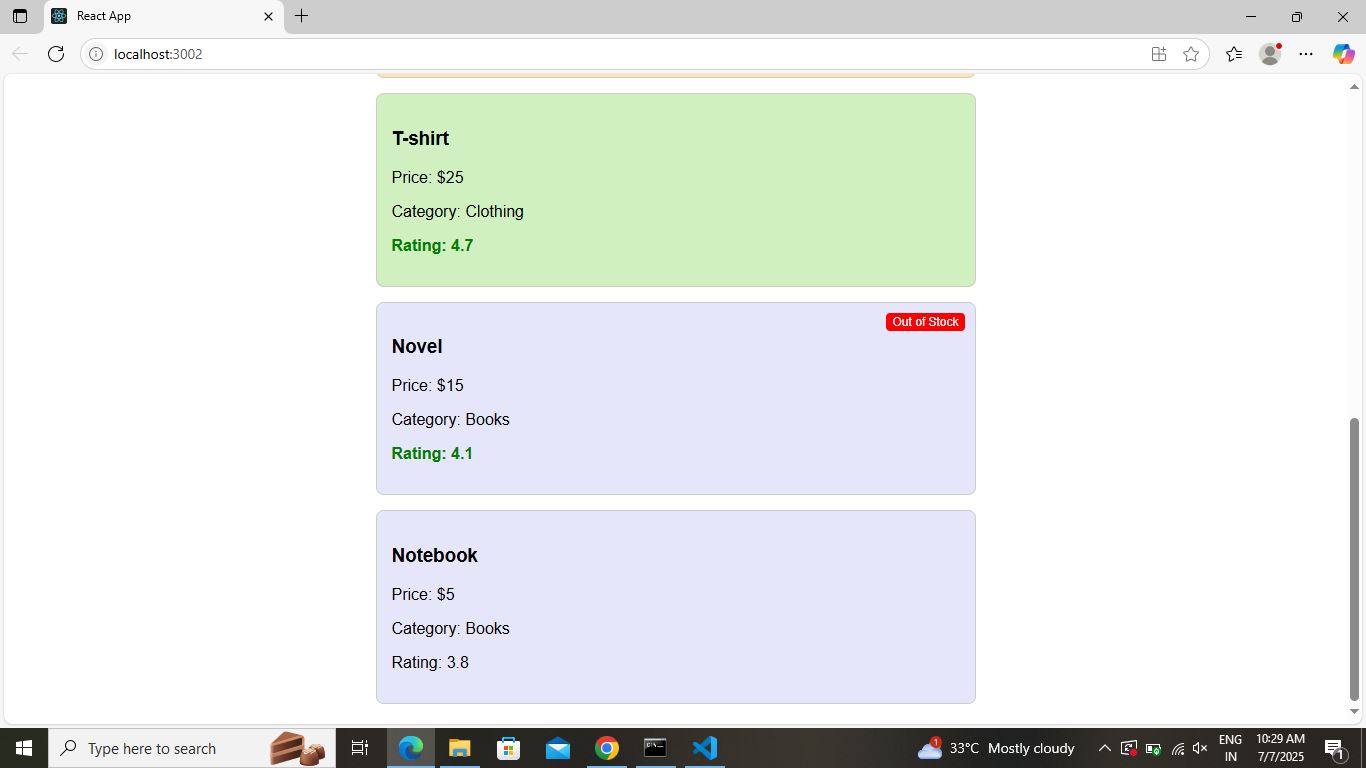 React App
localhost:3002
T-shirt
Price: $25
Category: Clothing
Rating: 4.7
Out of Stock
Novel
Price: $15
Category: Books
Rating: 4.1
Notebook
Price: $5
Category: Books
Rating: 3.8
Type here to search
1
33°C Mostly cloudy
ENG
IN
10:29 AM
7/7/2025
1